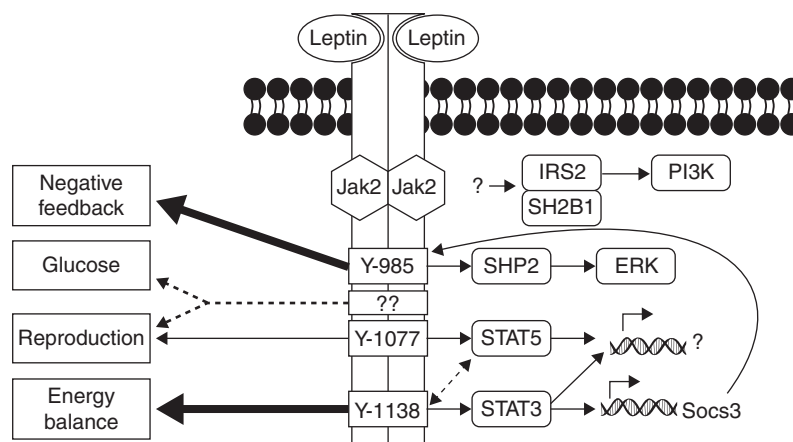 Leptin Leptin
Jak2 Jak2
? IRS2 PI3K
SH2B1
Negative
feedback
Y-985 SHP2 ERK
Glucose
??
Reproduction Y-1077 STAT5 ?
Energy
balance
Y-1138 STAT3 Socs3